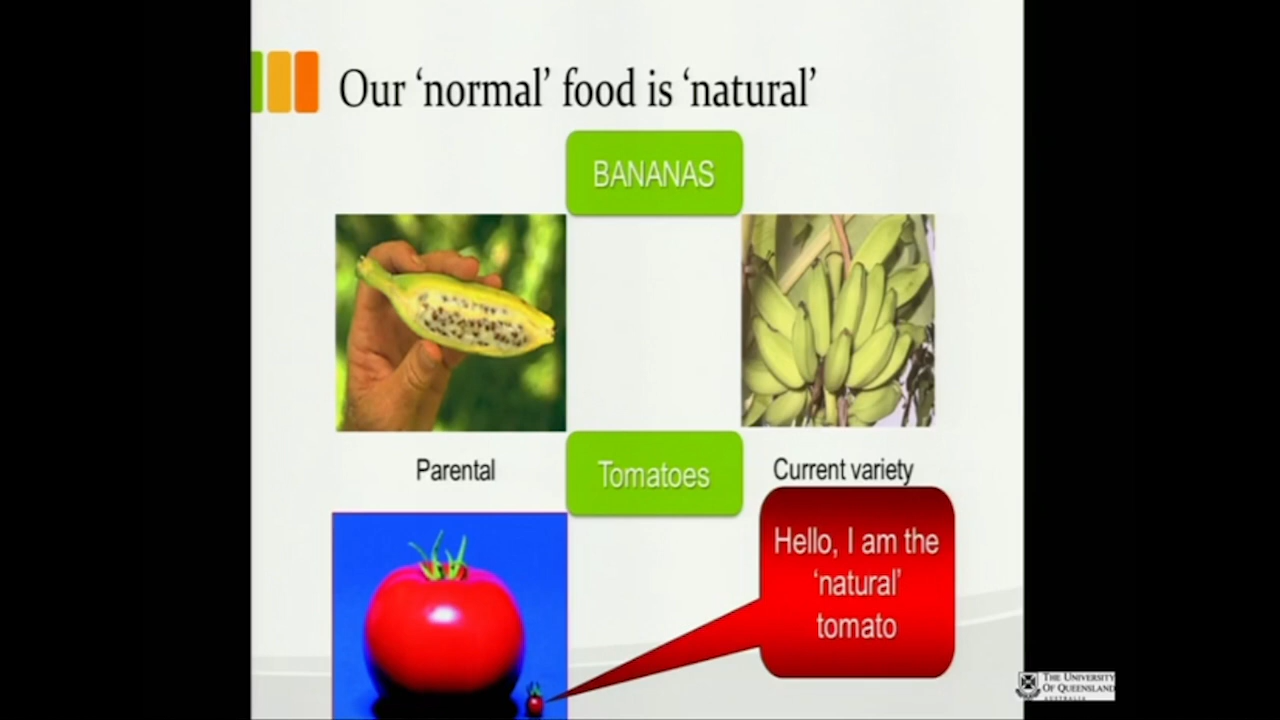 Our ‘normal’ food is ‘natural’
BANANAS
Parental
Tomatoes
Current variety
Hello, I am the
‘natural’
tomato
THE UNIVERSITY
OF QUEENSLAND
AUSTRALIA